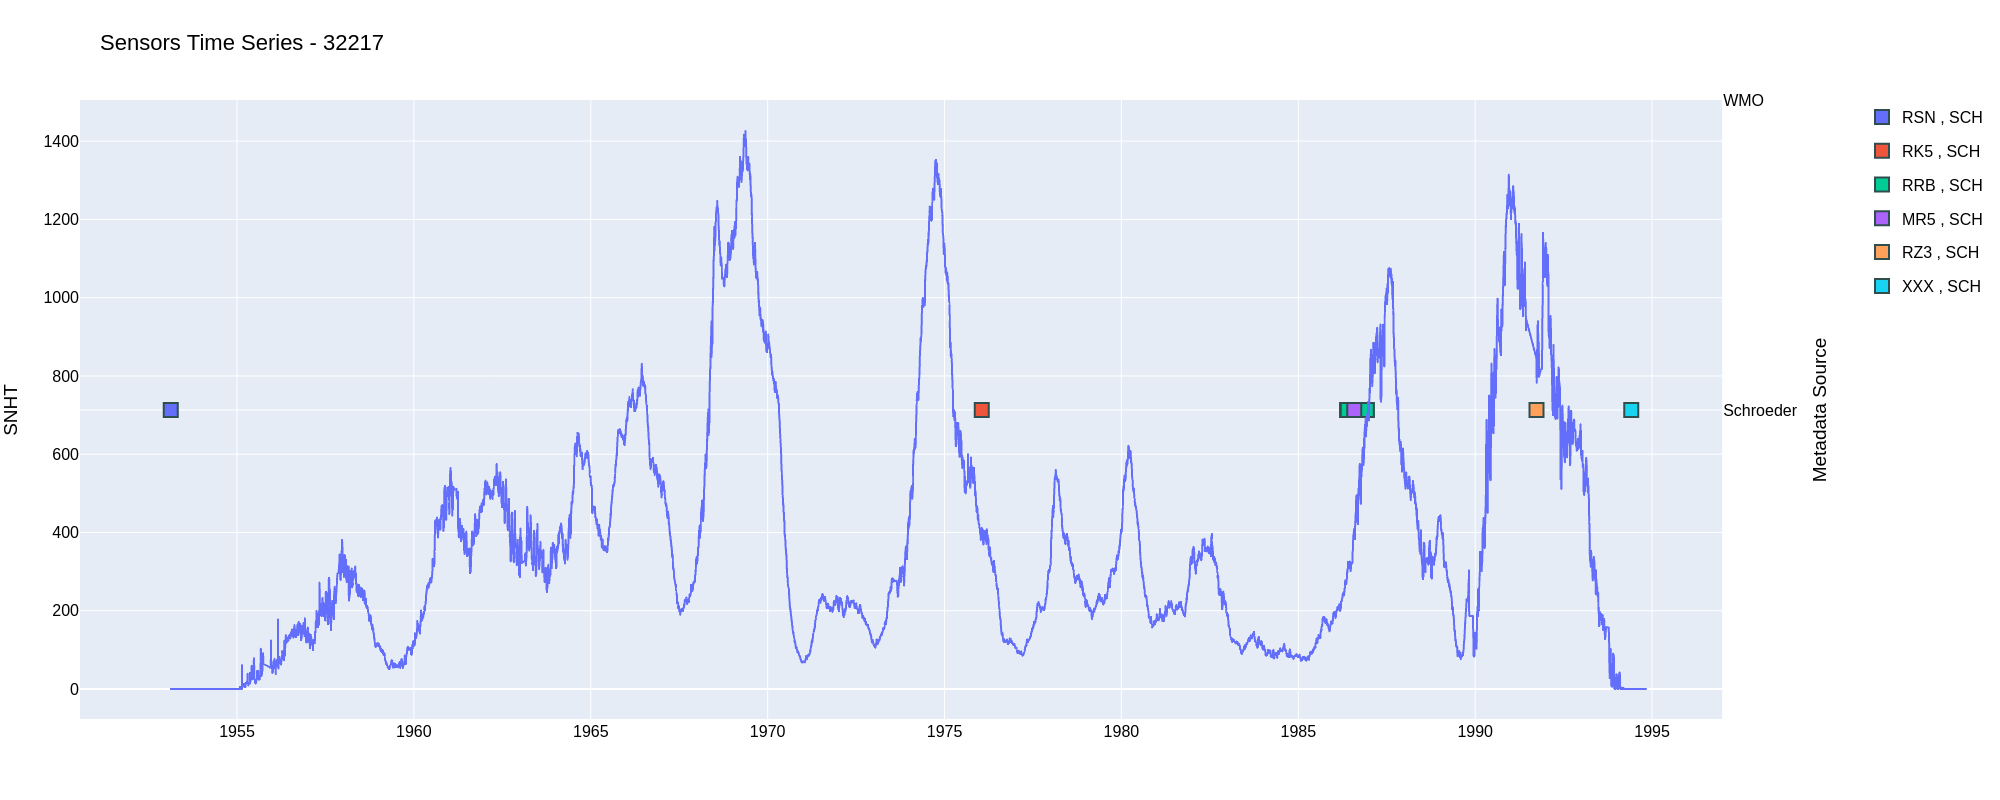 Sensors Time Series - 32217
WMO
Schroeder
Metadata Source
SNHT
1400
1200
1000
800
600
400
200
0
1955 1960 1965 1970 1975 1980 1985 1990 1995
RSN , SCH
RK5 , SCH
RRB , SCH
MR5 , SCH
RZ3 , SCH
XXX , SCH